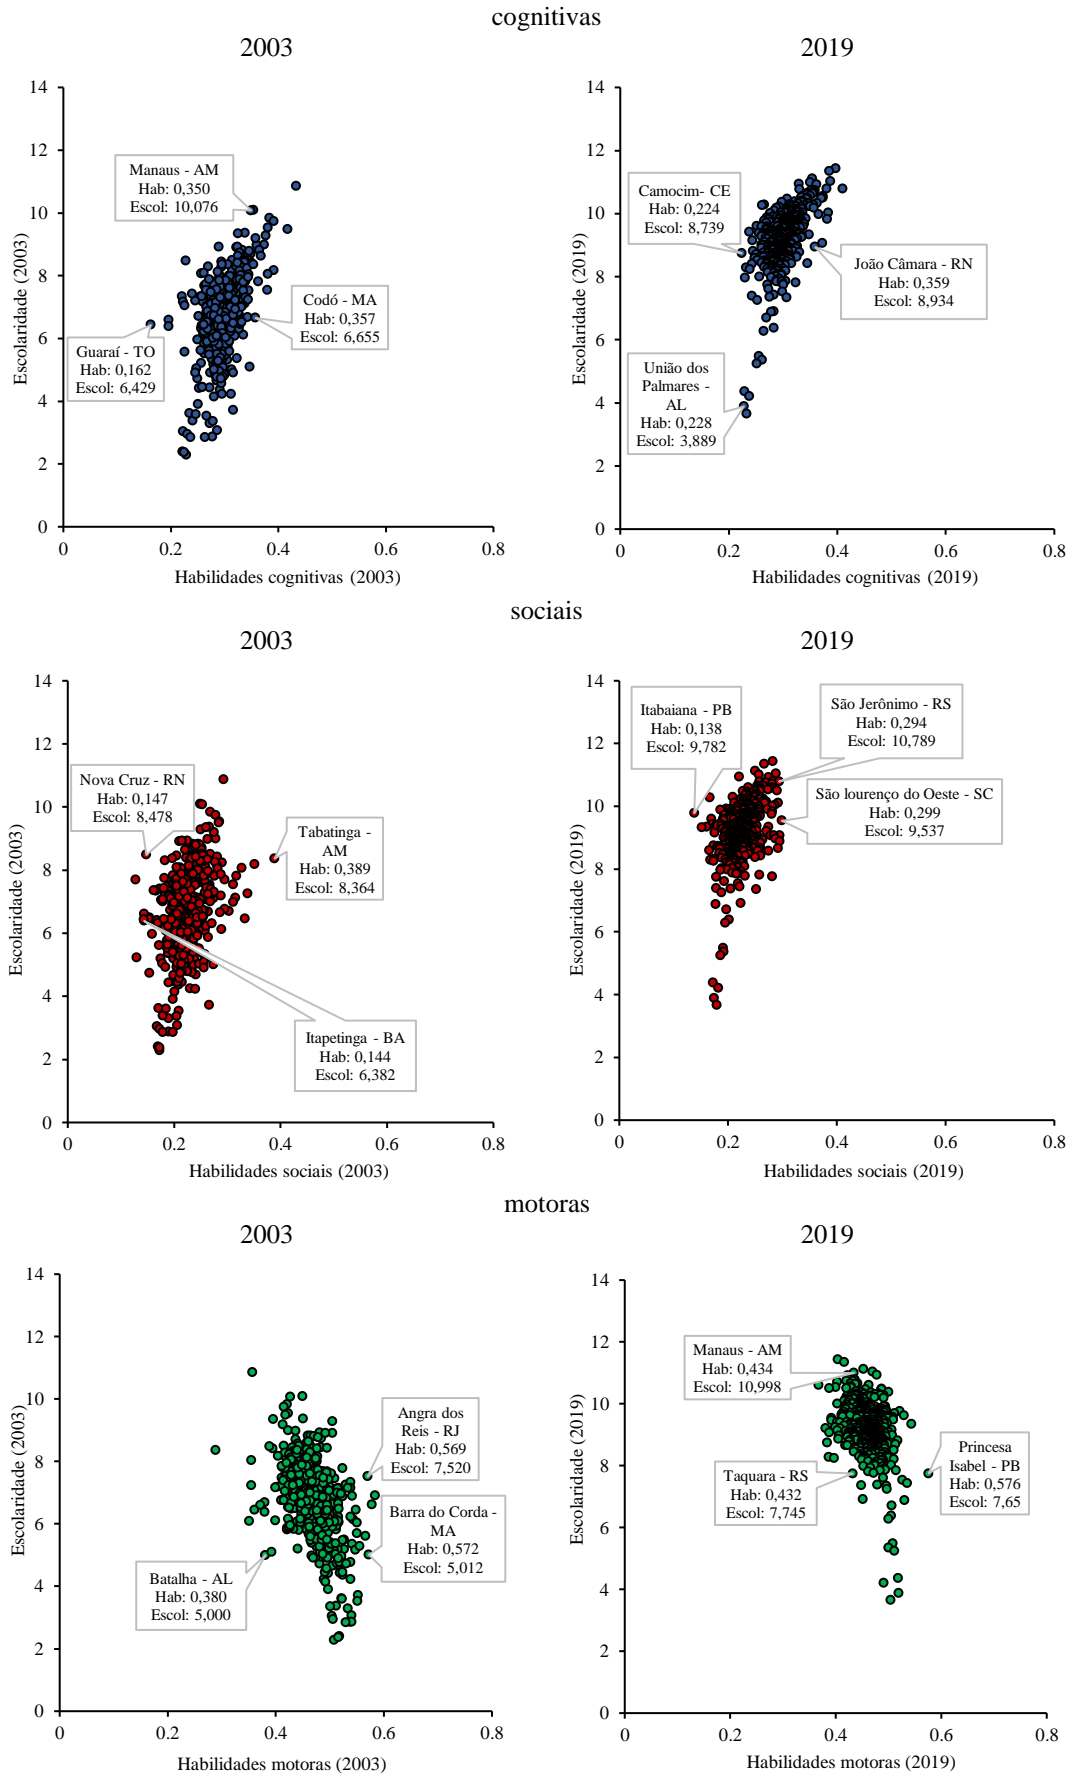 cognitivas
2003
2019
14
12
10
8
6
4
2
0
0
0.2
0.4
0.6
0.8
Escolaridade (2003)
Habilidades cognitivas (2003)
Manaus - AM
Hab: 0,350
Escol: 10,076
Codó - MA
Hab: 0,357
Escol: 6,655
Guaraí - TO
Hab: 0,162
Escol: 6,429
14
12
10
8
6
4
2
0
0
0.2
0.4
0.6
0.8
Escolaridade (2019)
Habilidades cognitivas (2019)
Camocim- CE
Hab: 0,224
Escol: 8,739
João Câmara - RN
Hab: 0,359
Escol: 8,934
União dos
Palmares -
AL
Hab: 0,228
Escol: 3,889
sociais
2003
2019
14
12
10
8
6
4
2
0
0
0.2
0.4
0.6
0.8
Escolaridade (2003)
Habilidades sociais (2003)
Nova Cruz - RN
Hab: 0,147
Escol: 8,478
Tabatinga -
AM
Hab: 0,389
Escol: 8,364
Itapetinga - BA
Hab: 0,144
Escol: 6,382
14
12
10
8
6
4
2
0
0
0.2
0.4
0.6
0.8
Escolaridade (2019)
Habilidades sociais (2019)
Itabaiana - PB
Hab: 0,138
Escol: 9,782
São Jerônimo - RS
Hab: 0,294
Escol: 10,789
São lourenço do Oeste - SC
Hab: 0,299
Escol: 9,537
motoras
2003
2019
14
12
10
8
6
4
2
0
0
0.2
0.4
0.6
0.8
Escolaridade (2003)
Habilidades motoras (2003)
Angra dos
Reis - RJ
Hab: 0,569
Escol: 7,520
Barra do Corda -
MA
Hab: 0,572
Escol: 5,012
Batalha - AL
Hab: 0,380
Escol: 5,000
14
12
10
8
6
4
2
0
0
0.2
0.4
0.6
0.8
Escolaridade (2019)
Habilidades motoras (2019)
Manaus - AM
Hab: 0,434
Escol: 10,998
Taquara - RS
Hab: 0,432
Escol: 7,745
Princesa
Isabel - PB
Hab: 0,576
Escol: 7,65